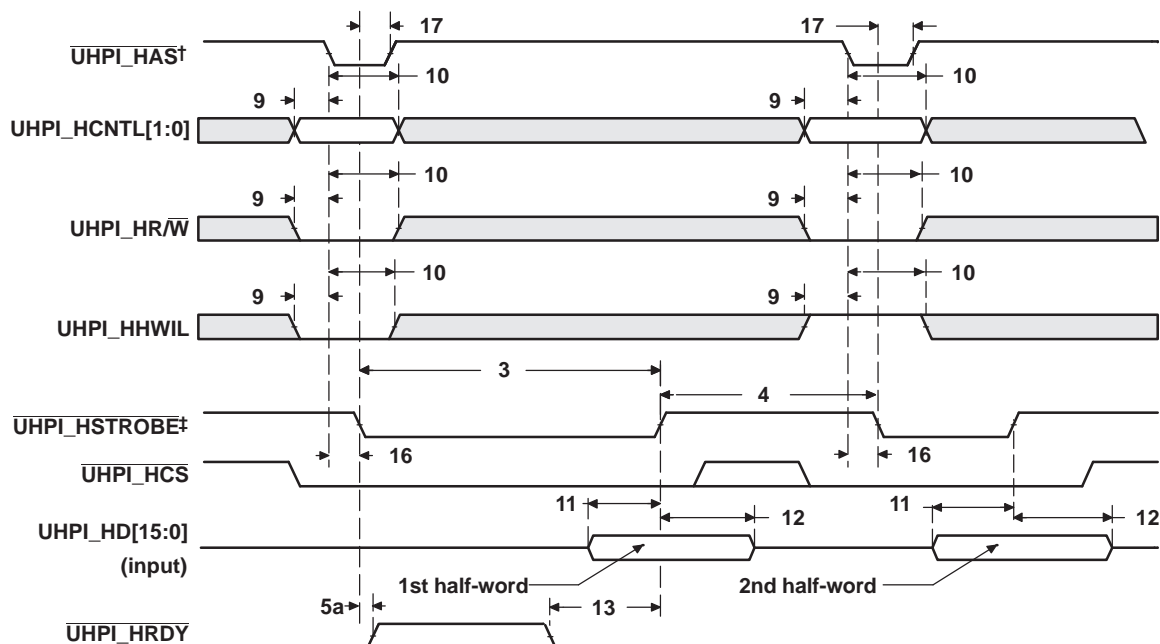 17 17
UHPI_HAS†
10 10
9 9
UHPI_HCNTL[1:0]
10 10
9 9
UHPI_HR/W
10 10
9 9
UHPI_HHWIL
3
4
UHPI_HSTROBE‡
16 16
UHPI_HCS
11 11
UHPI_HD[15:0] 12 12
(input)
1st half-word 2nd half-word
5a 13
UHPI_HRDY